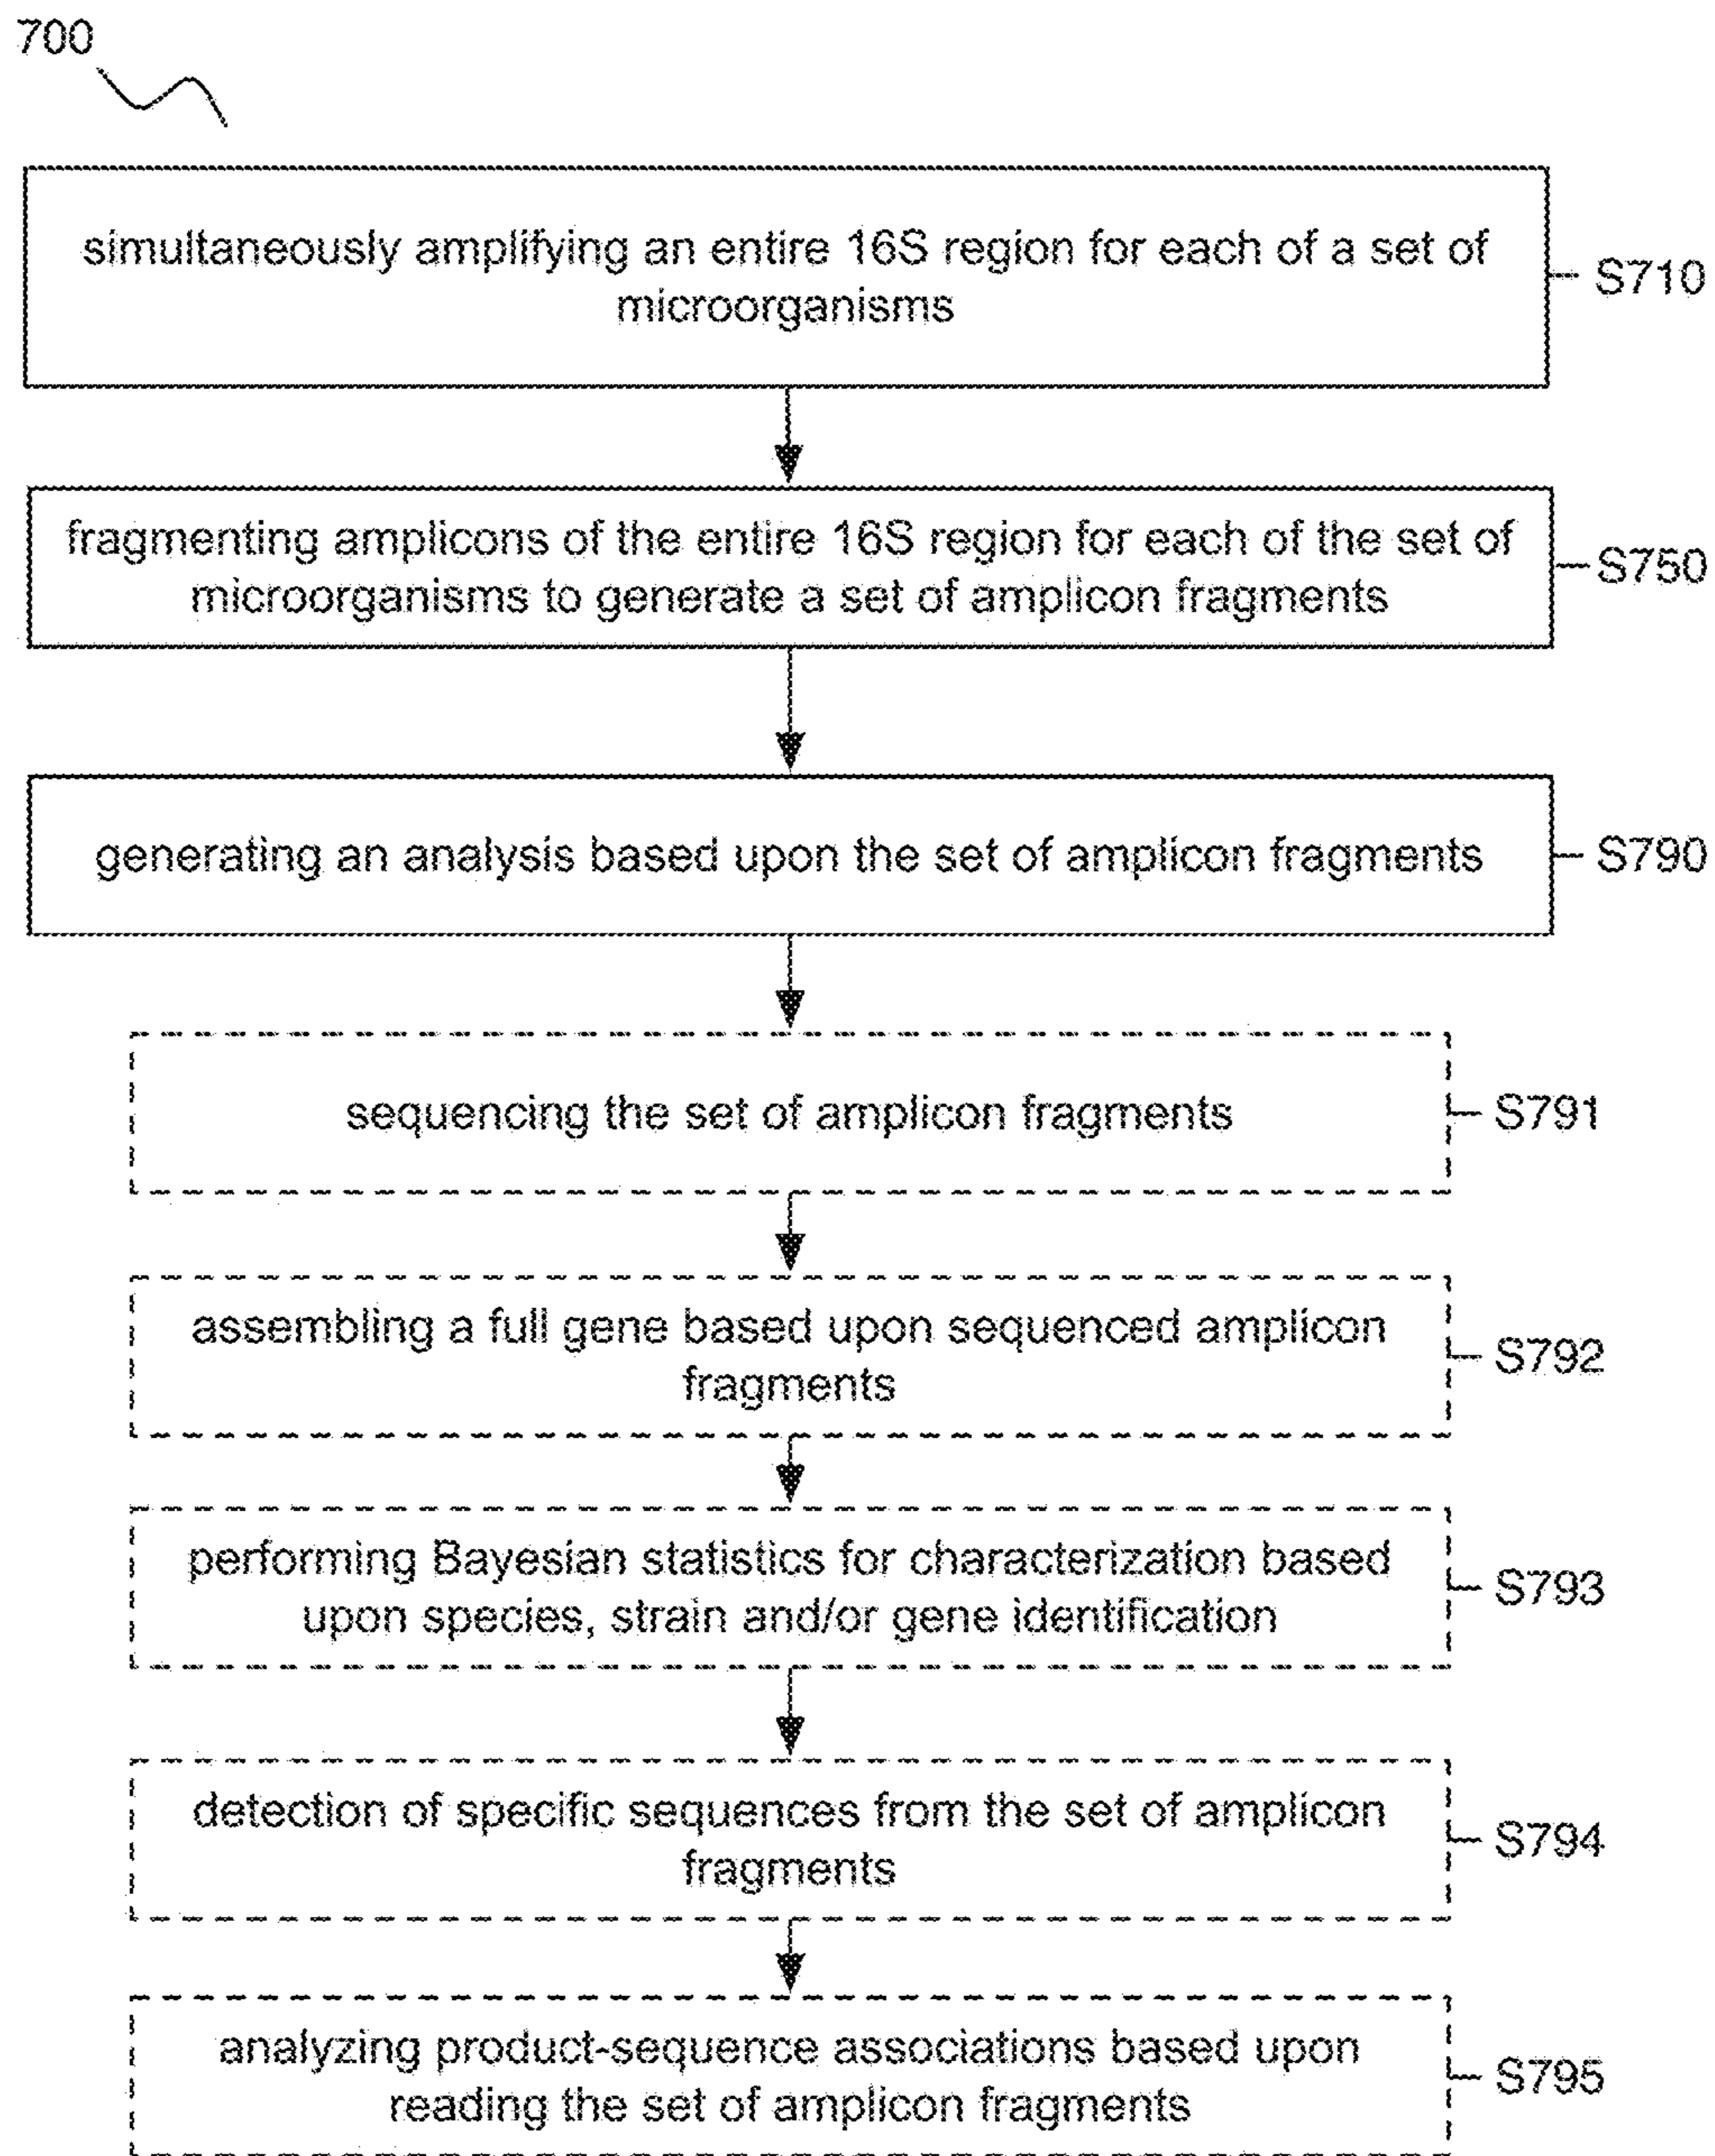 700
simultaneously amplifying an entire 16S region for each of a set of
microorganisms
S710
fragmenting amplicons of the entire 16S region for each of the set of
microorganisms to generate a set of amplicon fragments
S750
generating an analysis based upon the set of amplicon fragments
S790
sequencing the set of amplicon fragments
S791
assembling a full gene based upon sequenced amplicon
fragments
S792
performing Bayesian statistics for characterization based
upon species, strain and/or gene identification
S793
detection of specific sequences from the set of amplicon
fragments
S794
analyzing product-sequence associations based upon
reading the set of amplicon fragments
S795